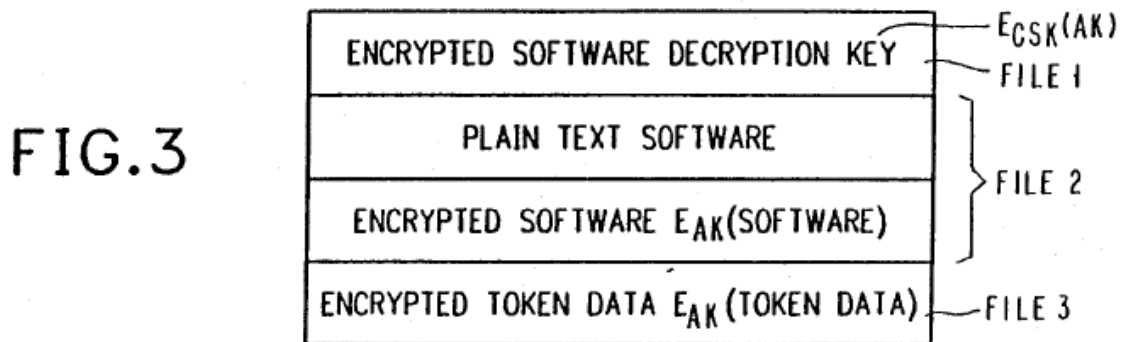 FIG.3
ENCRYPTED SOFTWARE DECRYPTION KEY
E_CSK(AK)
FILE 1
PLAIN TEXT SOFTWARE
ENCRYPTED SOFTWARE E_AK(SOFTWARE)
FILE 2
ENCRYPTED TOKEN DATA E_AK(TOKEN DATA)
FILE 3